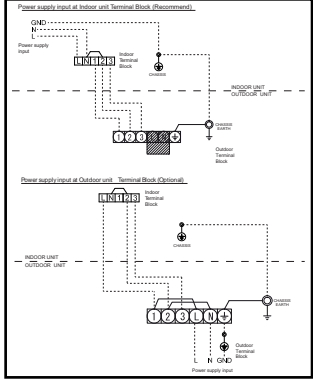 Power supply input at Indoor unit Terminal Block (Recommend)
GND
N
L
Power supply
input
Indoor
Terminal
Block
L N 1 2 3
CHASSIS
INDOOR UNIT
OUTDOOR UNIT
1 2 3
CHASSIS
EARTH
Outdoor
Terminal
Block
Power supply input at Outdoor unit Terminal Block (Optional)
L N 1 2 3
Indoor
Terminal
Block
CHASSIS
INDOOR UNIT
OUTDOOR UNIT
CHASSIS
EARTH
1 2 3 L N
Outdoor
Terminal
Block
L N GND
Power supply input